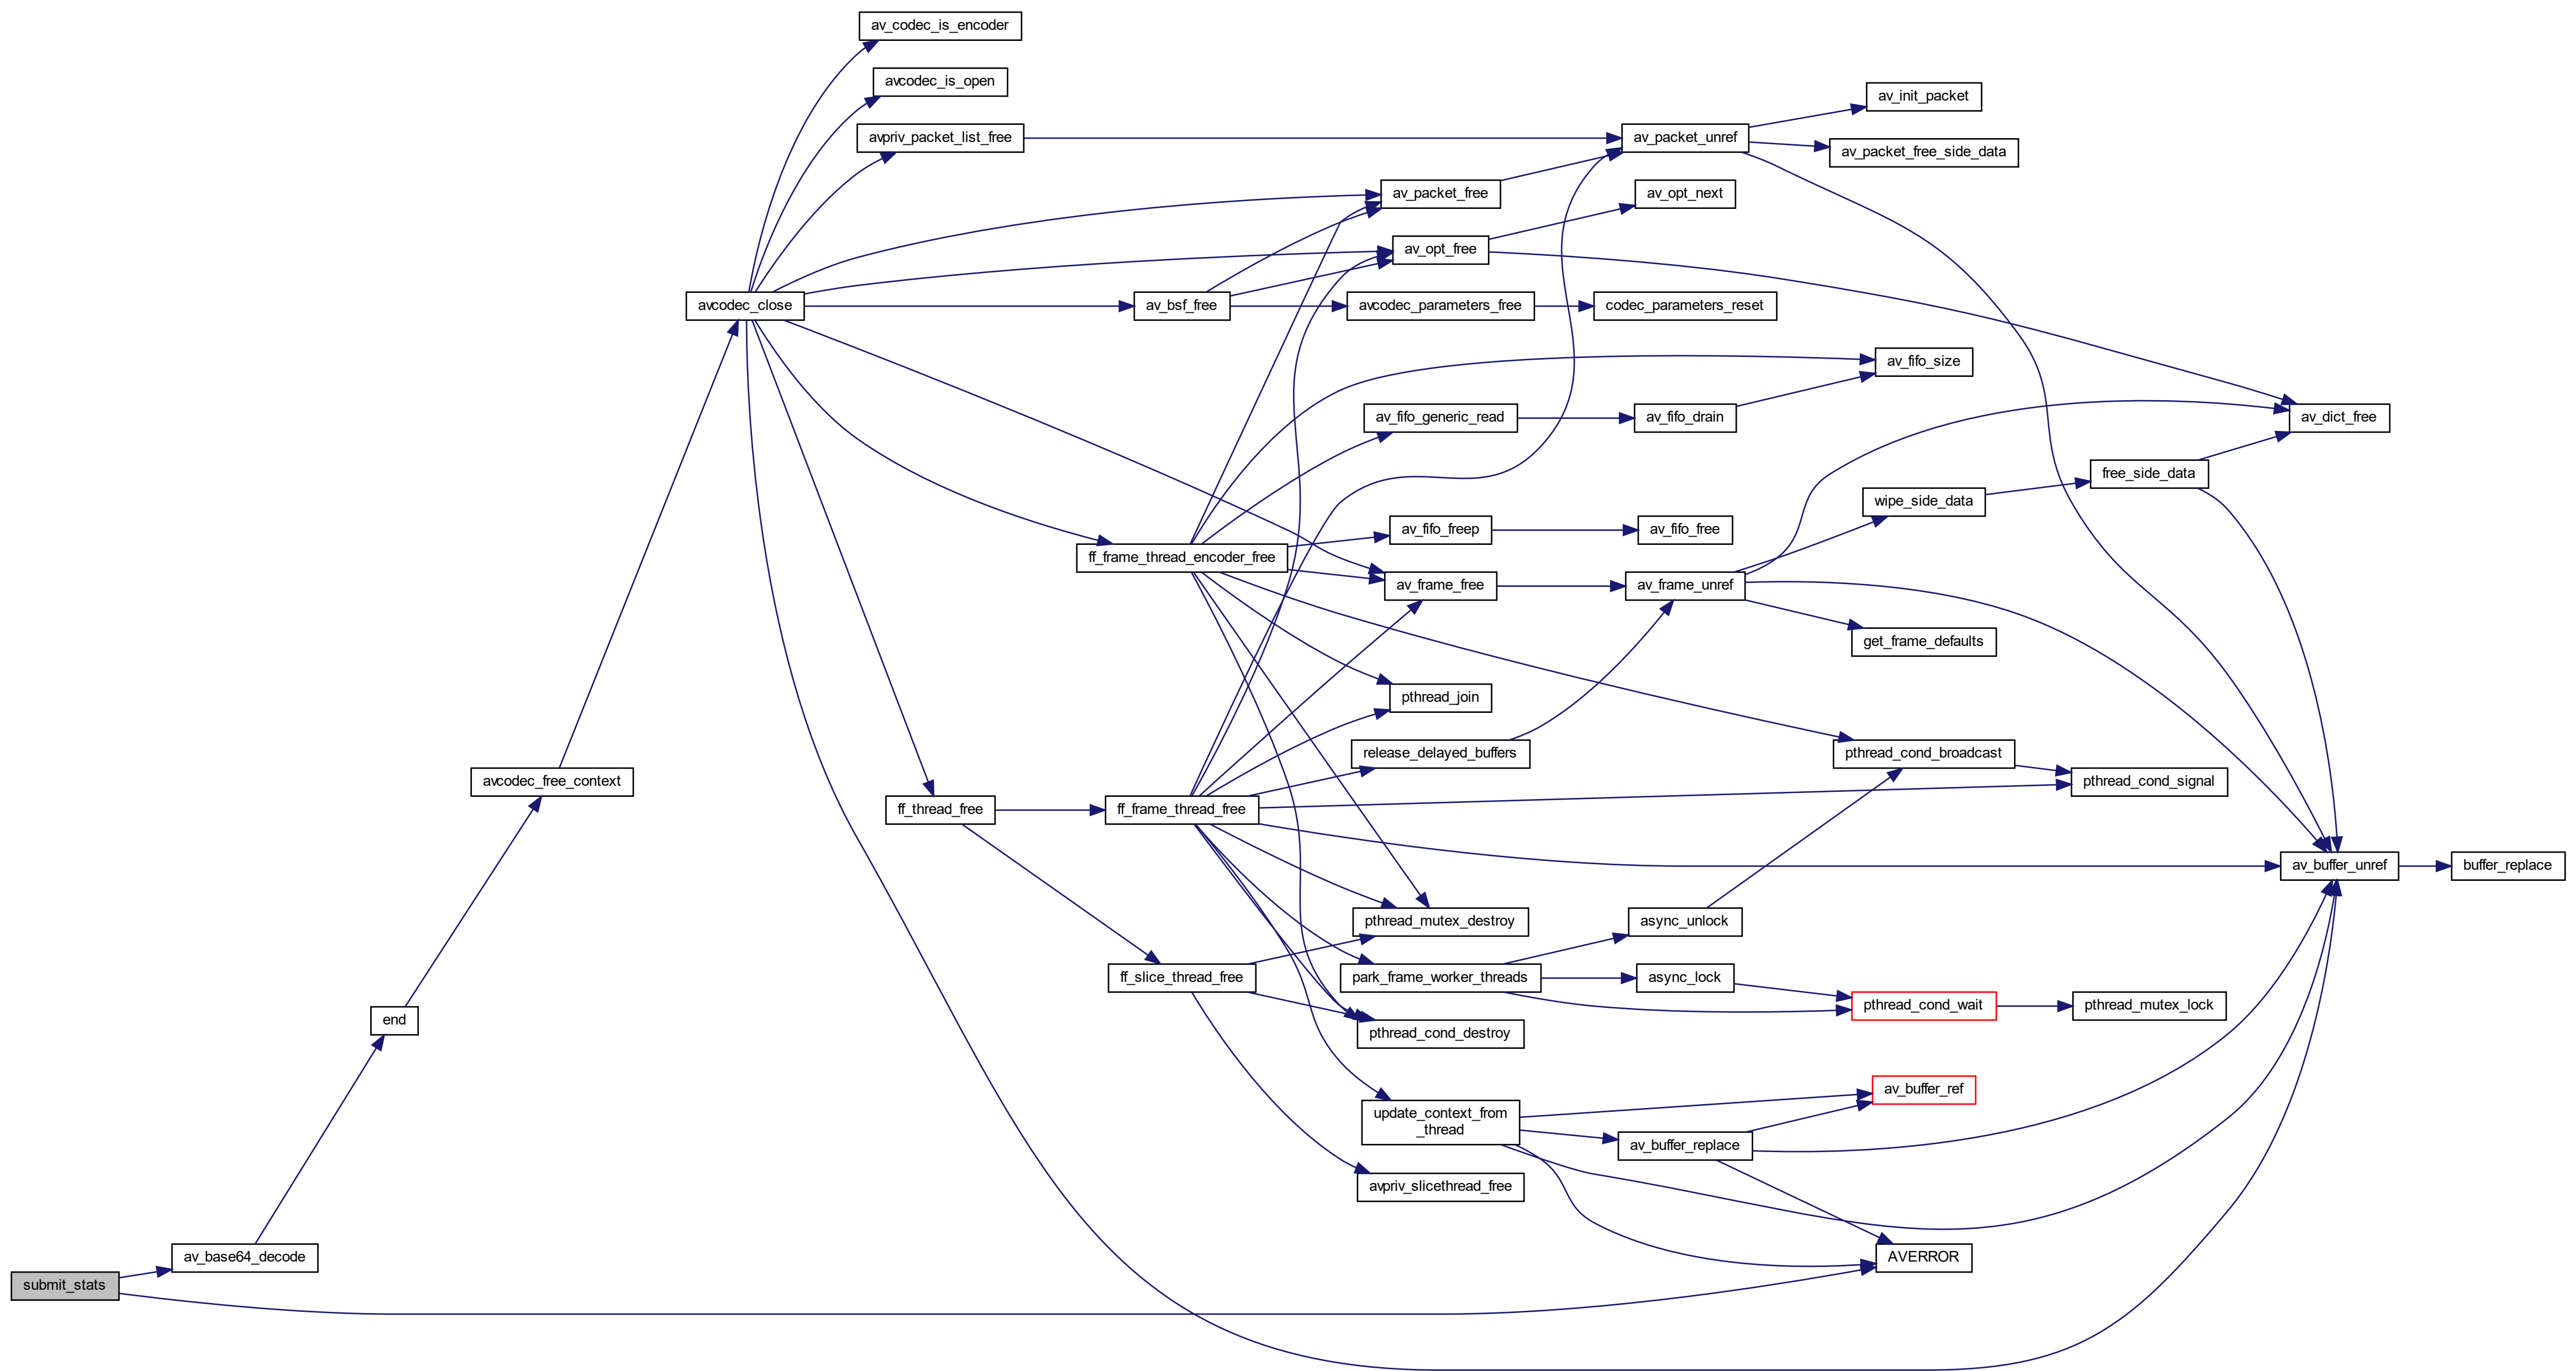 submit_stats
av_base64_decode
end
avcodec_free_context
avcodec_close
av_codec_is_encoder
avcodec_is_open
avpriv_packet_list_free
ff_thread_free
av_bsf_free
ff_frame_thread_encoder_free
ff_frame_thread_free
ff_slice_thread_free
av_packet_free
av_opt_free
avcodec_parameters_free
av_fifo_generic_read
av_fifo_freep
av_frame_free
pthread_join
release_delayed_buffers
pthread_mutex_destroy
park_frame_worker_threads
pthread_cond_destroy
update_context_from
_thread
avpriv_slicethread_free
av_packet_unref
av_opt_next
codec_parameters_reset
av_fifo_drain
av_fifo_free
av_frame_unref
async_unlock
async_lock
av_buffer_replace
av_init_packet
av_packet_free_side_data
av_fifo_size
wipe_side_data
get_frame_defaults
pthread_cond_broadcast
pthread_cond_wait
av_buffer_ref
AVERROR
free_side_data
pthread_cond_signal
pthread_mutex_lock
av_dict_free
av_buffer_unref
buffer_replace